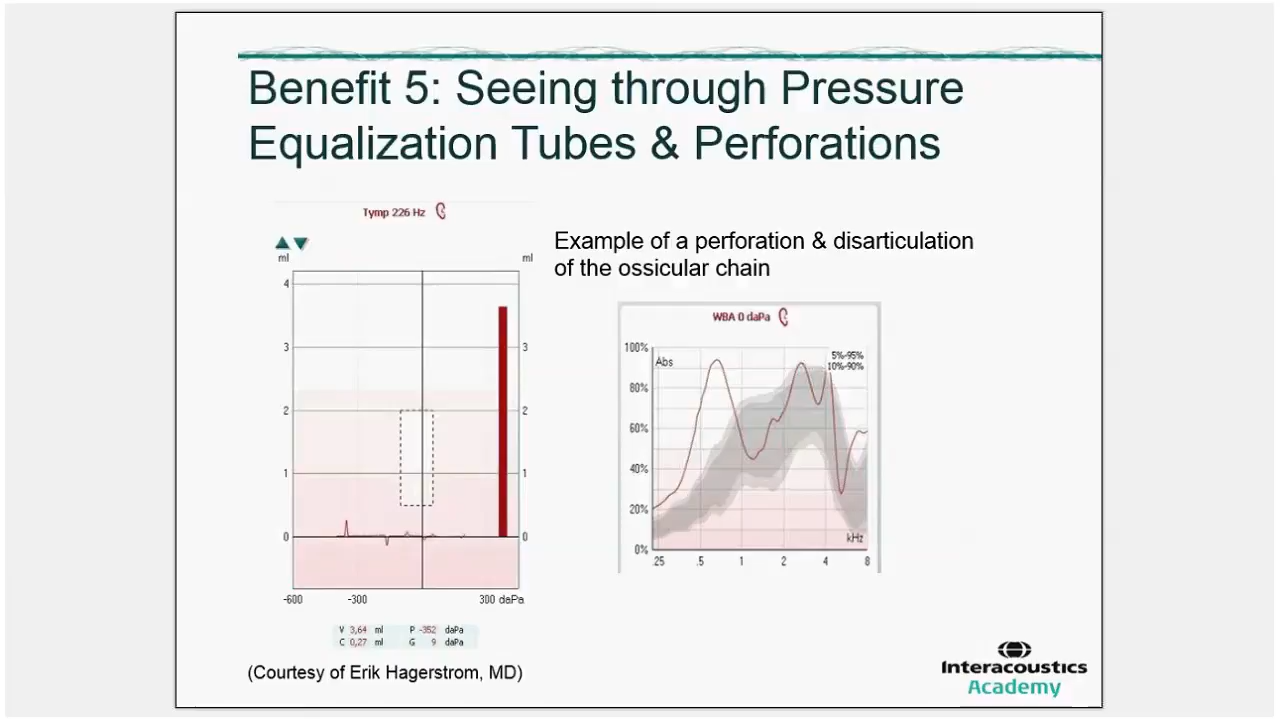 Benefit 5: Seeing through Pressure
Equalization Tubes & Perforations
Tymp 226 Hz
ml
ml
4
3
3
2
2
1
1
0
0
-600
-300
300 daPa
V 3,64 ml P -352 daPa
C 0,27 ml G 9 daPa
(Courtesy of Erik Hagerstrom, MD)
Example of a perforation & disarticulation
of the ossicular chain
WBA 0 daPa
100%
Abs
5%-95%
10%-90%
80%
60%
40%
20%
0%
kHz
.25
.5
1
2
4
8
Interacoustics
Academy